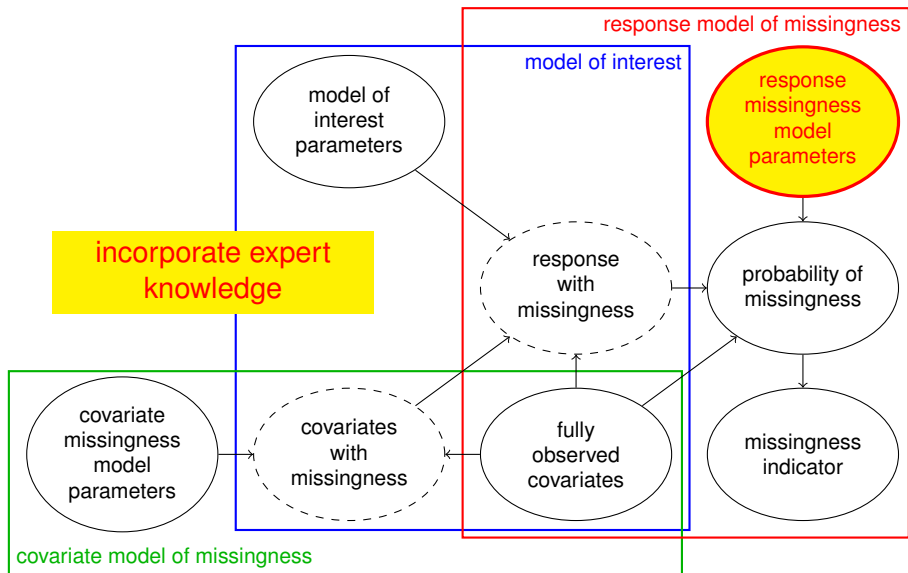 response model of missingness
model of interest
response
missingness
model
parameters
model of
interest
parameters
incorporate expert
knowledge
response
with
missingness
probability of
missingness
covariate
missingness
model
parameters
covariates
with
missingness
fully
observed
covariates
missingness
indicator
covariate model of missingness